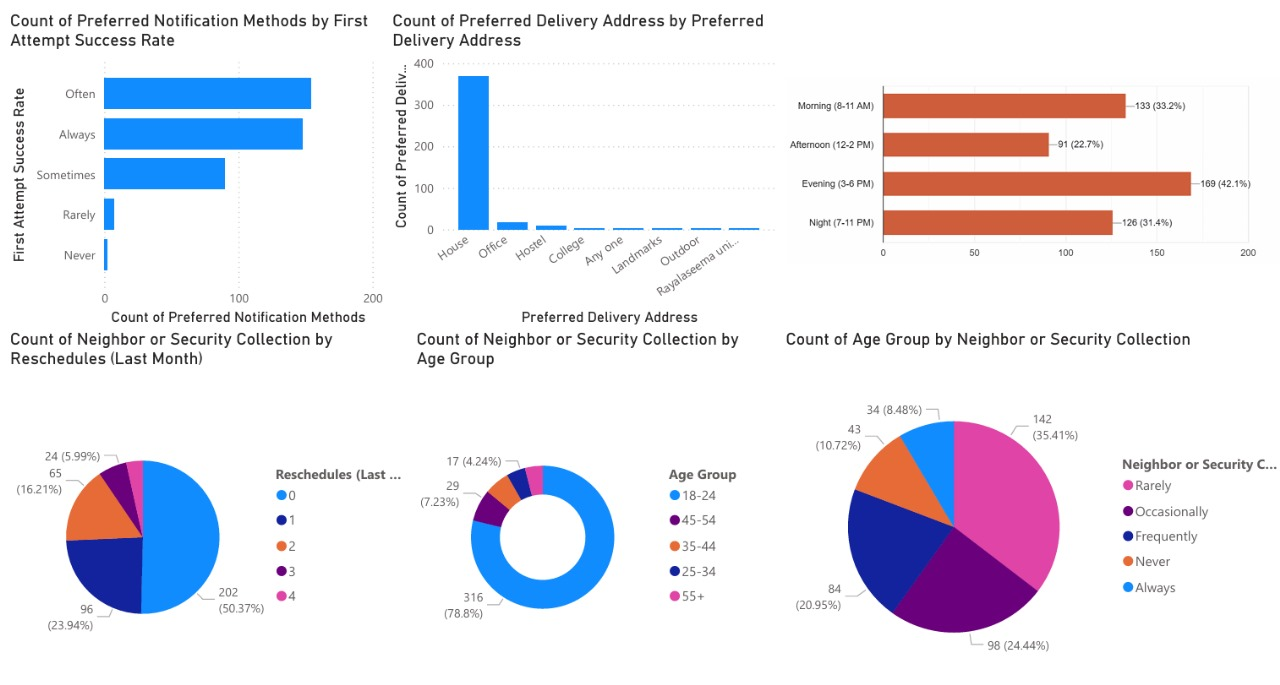 Count of Preferred Notification Methods by First
Attempt Success Rate
First Attempt Success Rate
Often
Always
Sometimes
Rarely
Never
0
100
200
Count of Preferred Notification Methods
Count of Preferred Delivery Address by Preferred
Delivery Address
Count of Preferred Deliv...
400
300
200
100
0
House
Office
Hostel
College
Any one
Landmarks
Outdoor
Rayalaseema uni...
Preferred Delivery Address
Morning (8-11 AM)
133 (33.2%)
Afternoon (12-2 PM)
91 (22.7%)
Evening (3-6 PM)
169 (42.1%)
Night (7-11 PM)
126 (31.4%)
0
50
100
150
200
Count of Neighbor or Security Collection by
Reschedules (Last Month)
24 (5.99%)
65
(16.21%)
96
(23.94%)
202
(50.37%)
Reschedules (Last ...
0
1
2
3
4
Count of Neighbor or Security Collection by
Age Group
17 (4.24%)
29
(7.23%)
316
(78.8%)
Age Group
18-24
45-54
35-44
25-34
55+
Count of Age Group by Neighbor or Security Collection
34 (8.48%)
43
(10.72%)
84
(20.95%)
98 (24.44%)
142
(35.41%)
Neighbor or Security C...
Rarely
Occasionally
Frequently
Never
Always